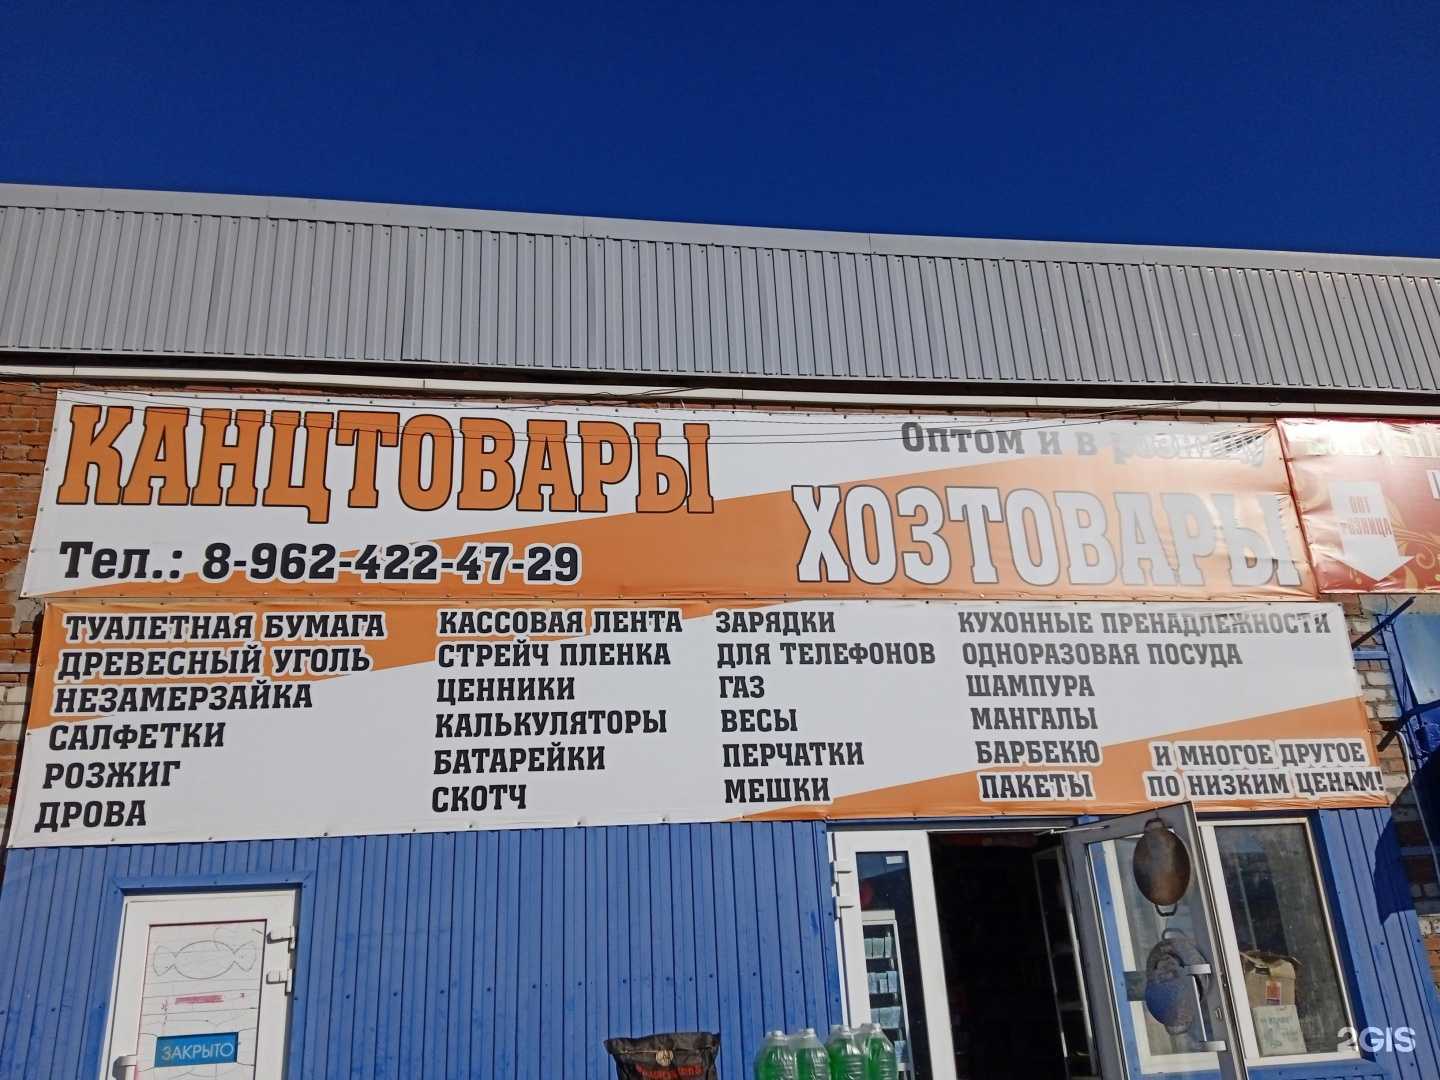 КАНЦТОВАРЫ
Оптом и в розницу
ХОЗТОВАРЫ
Тел.: 8-962-422-47-29
ТУАЛЕТНАЯ БУМАГА
ДРЕВЕСНЫЙ УГОЛЬ
НЕЗАМЕРЗАЙКА
САЛФЕТКИ
РОЗЖИГ
ДРОВА
КАССОВАЯ ЛЕНТА
СТРЕЙЧ ПЛЕНКА
ЦЕННИКИ
КАЛЬКУЛЯТОРЫ
БАТАРЕЙКИ
СКОТЧ
ЗАРЯДКИ
ДЛЯ ТЕЛЕФОНОВ
ГАЗ
ВЕСЫ
ПЕРЧАТКИ
МЕШКИ
КУХОННЫЕ ПРЕНАДЛЕЖНОСТИ
ОДНОРАЗОВАЯ ПОСУДА
ШАМПУРА
МАНГАЛЫ
БАРБЕКЮ
ПАКЕТЫ
И МНОГОЕ ДРУГОЕ
ПО НИЗКИМ ЦЕНАМ!
ОПТ
РОЗНИЦА
ЗАКРЫТО
2GIS